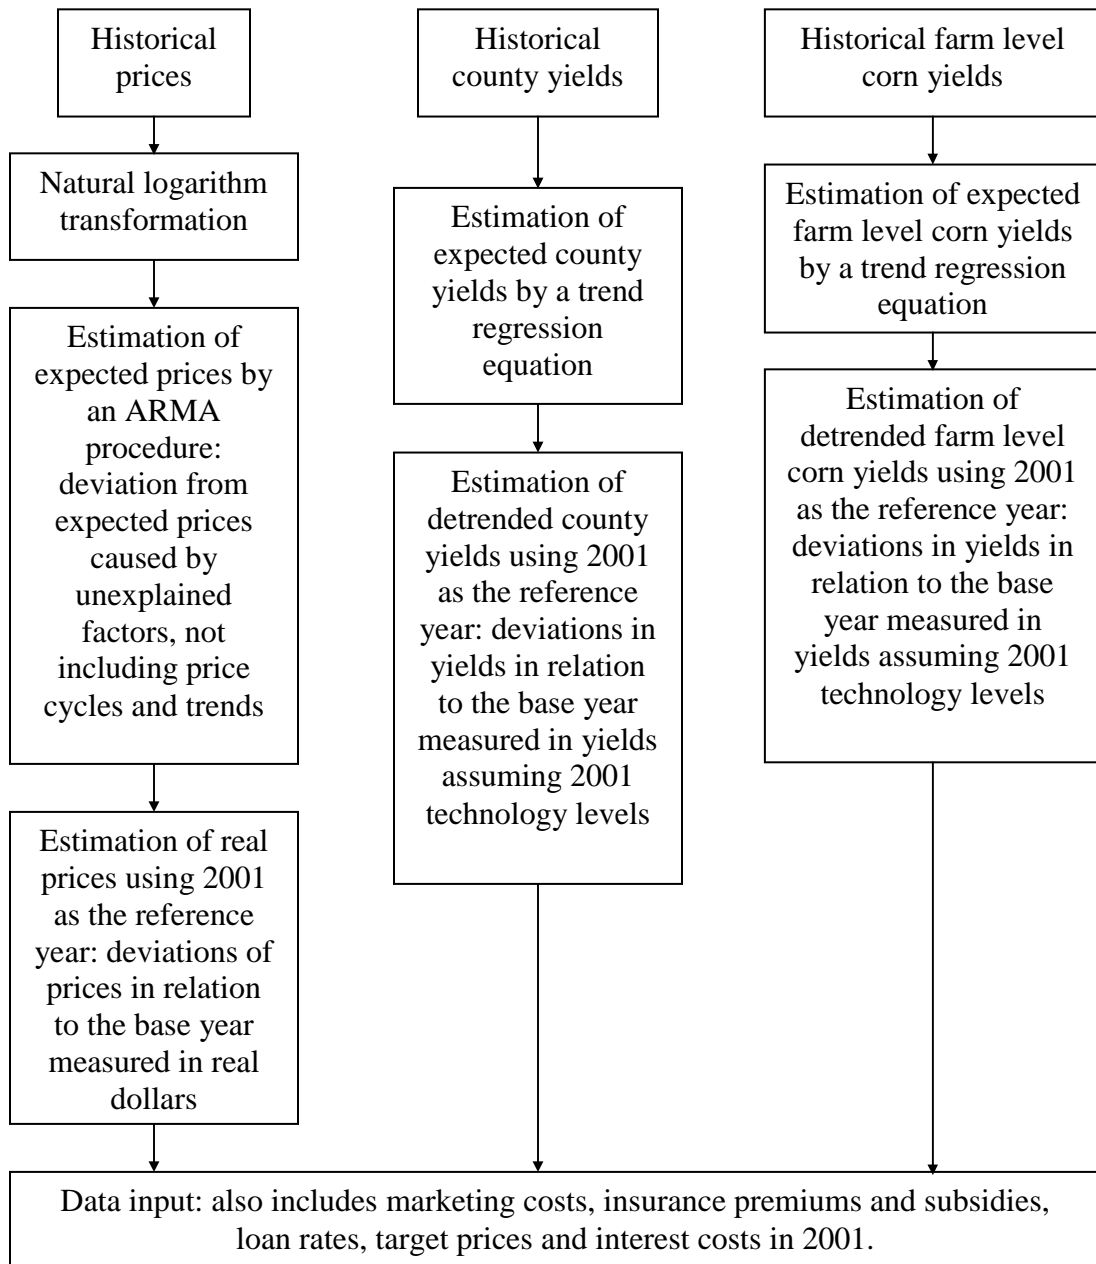 Historical
prices
Natural logarithm
transformation
Estimation of
expected prices by
an ARMA
procedure:
deviation from
expected prices
caused by
unexplained
factors, not
including price
cycles and trends
Estimation of real
prices using 2001
as the reference
year: deviations of
prices in relation
to the base year
measured in real
dollars
Historical
county yields
Estimation of
expected county
yields by a trend
regression
equation
Estimation of
detrended county
yields using 2001
as the reference
year: deviations in
yields in relation
to the base year
measured in yields
assuming 2001
technology levels
Historical farm level
corn yields
Estimation of expected
farm level corn yields
by a trend regression
equation
Estimation of
detrended farm level
corn yields using 2001
as the reference year:
deviations in yields in
relation to the base
year measured in
yields assuming 2001
technology levels
Data input: also includes marketing costs, insurance premiums and subsidies,
loan rates, target prices and interest costs in 2001.